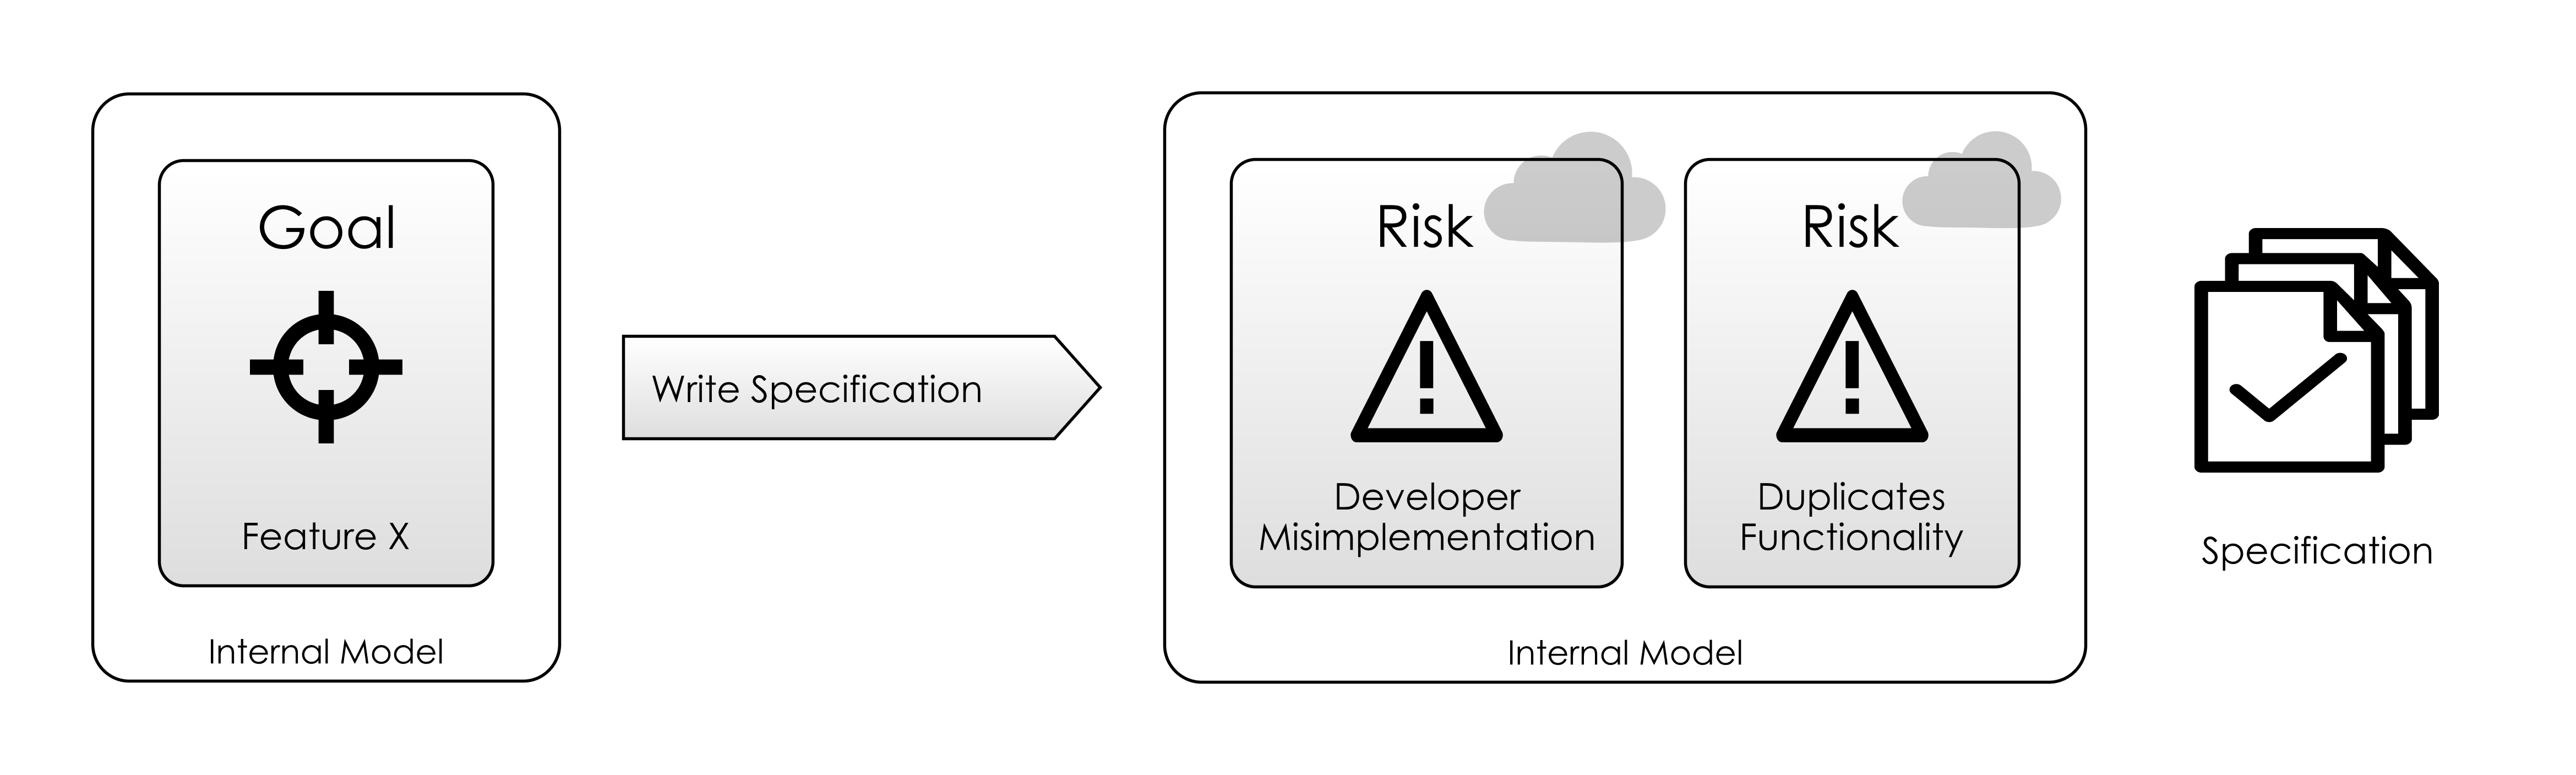 Goal
Feature X
Internal Model
Write Specification
Risk
Developer
Misimplementation
Risk
Duplicates
Functionality
Internal Model
Specification